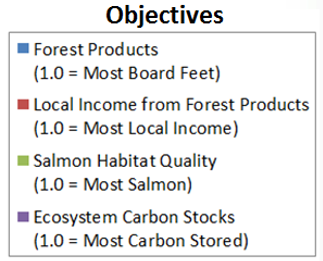 Objectives
Forest Products
(1.0 = Most Board Feet)
Local Income from Forest Products
(1.0 = Most Local Income)
Salmon Habitat Quality
(1.0 = Most Salmon)
Ecosystem Carbon Stocks
(1.0 = Most Carbon Stored)